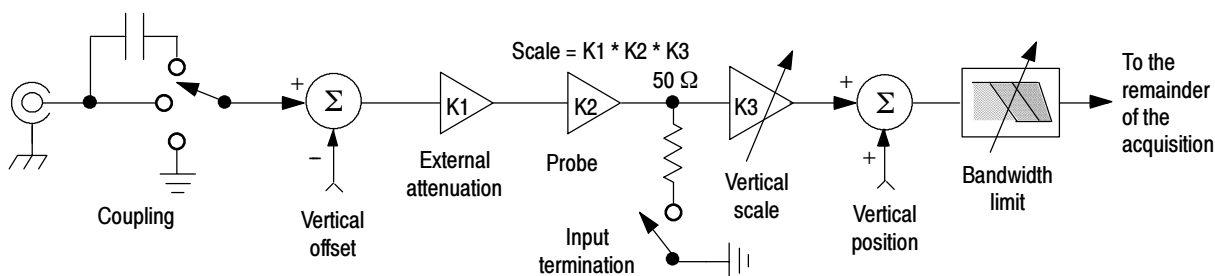 Scale = K1 * K2 * K3
50 Ω
To the
remainder
of the
acquisition
+
Σ
−
K1
K2
K3
+
Σ
+
External
attenuation
Probe
Vertical
scale
Bandwidth
limit
Coupling
Vertical
offset
Input
termination
Vertical
position